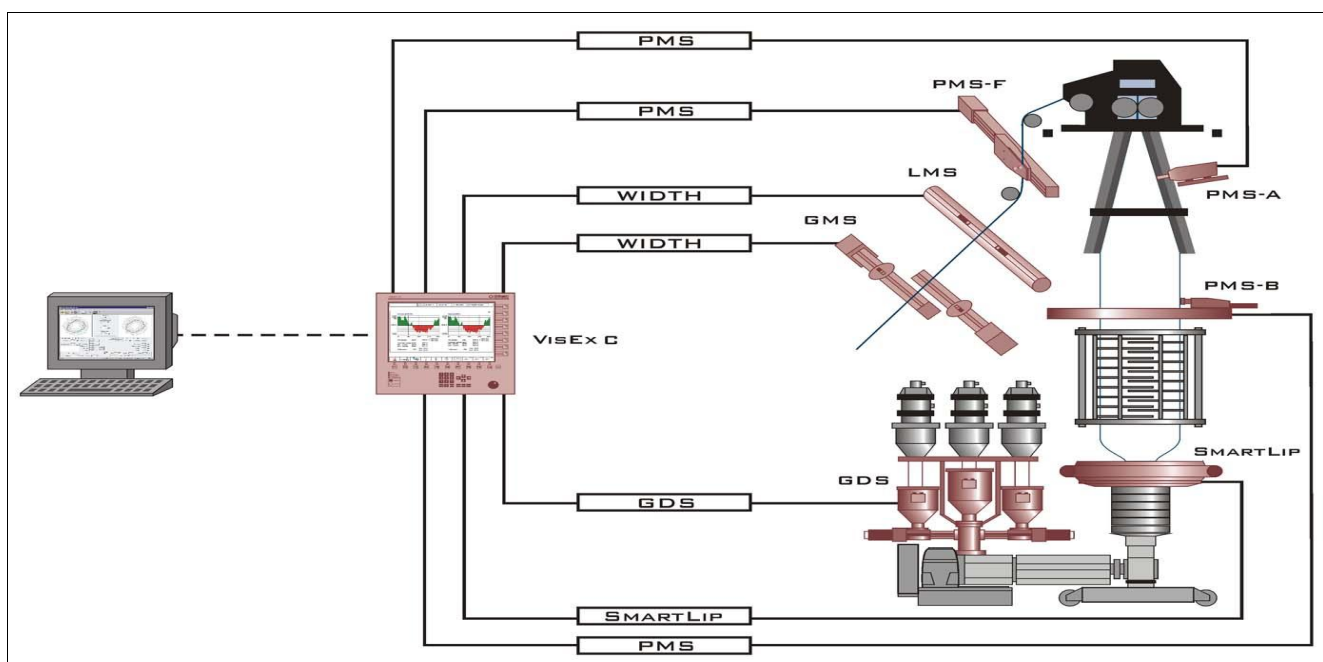 PMS
PMS-F
PMS
LMS
PMS-A
WIDTH
GMS
WIDTH
PMS-B
VISEX C
SMARTLIP
GDS
GDS
SMARTLIP
PMS